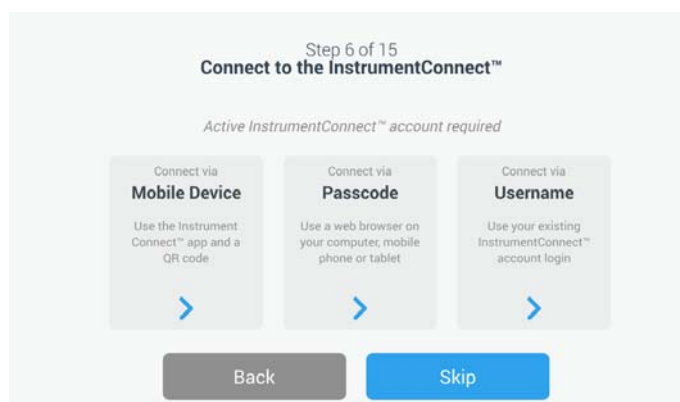 Step 6 of 15
Connect to the InstrumentConnect™
Active InstrumentConnect™ account required
Connect via
Mobile Device
Use the Instrument
Connect™ app and a
QR code
Connect via
Passcode
Use a web browser on
your computer, mobile
phone or tablet
Connect via
Username
Use your existing
InstrumentConnect™
account login
Back
Skip